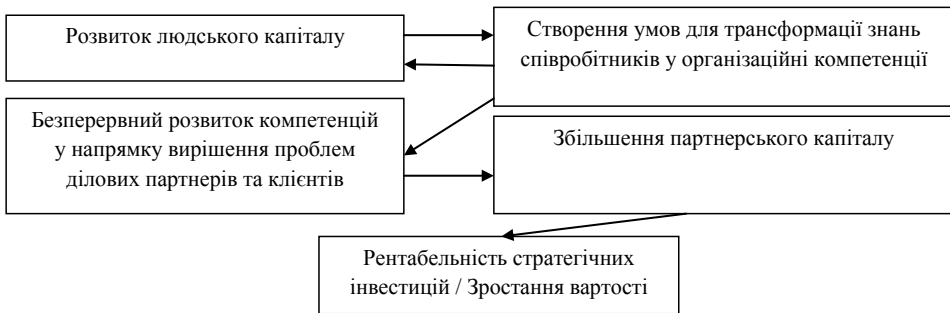 Розвиток людського капіталу
Створення умов для трансформації знань
співробітників у організаційні компетенції
Безперервний розвиток компетенцій
у напрямку вирішення проблем
ділових партнерів та клієнтів
Збільшення партнерського капіталу
Рентабельність стратегічних
інвестицій / Зростання вартості